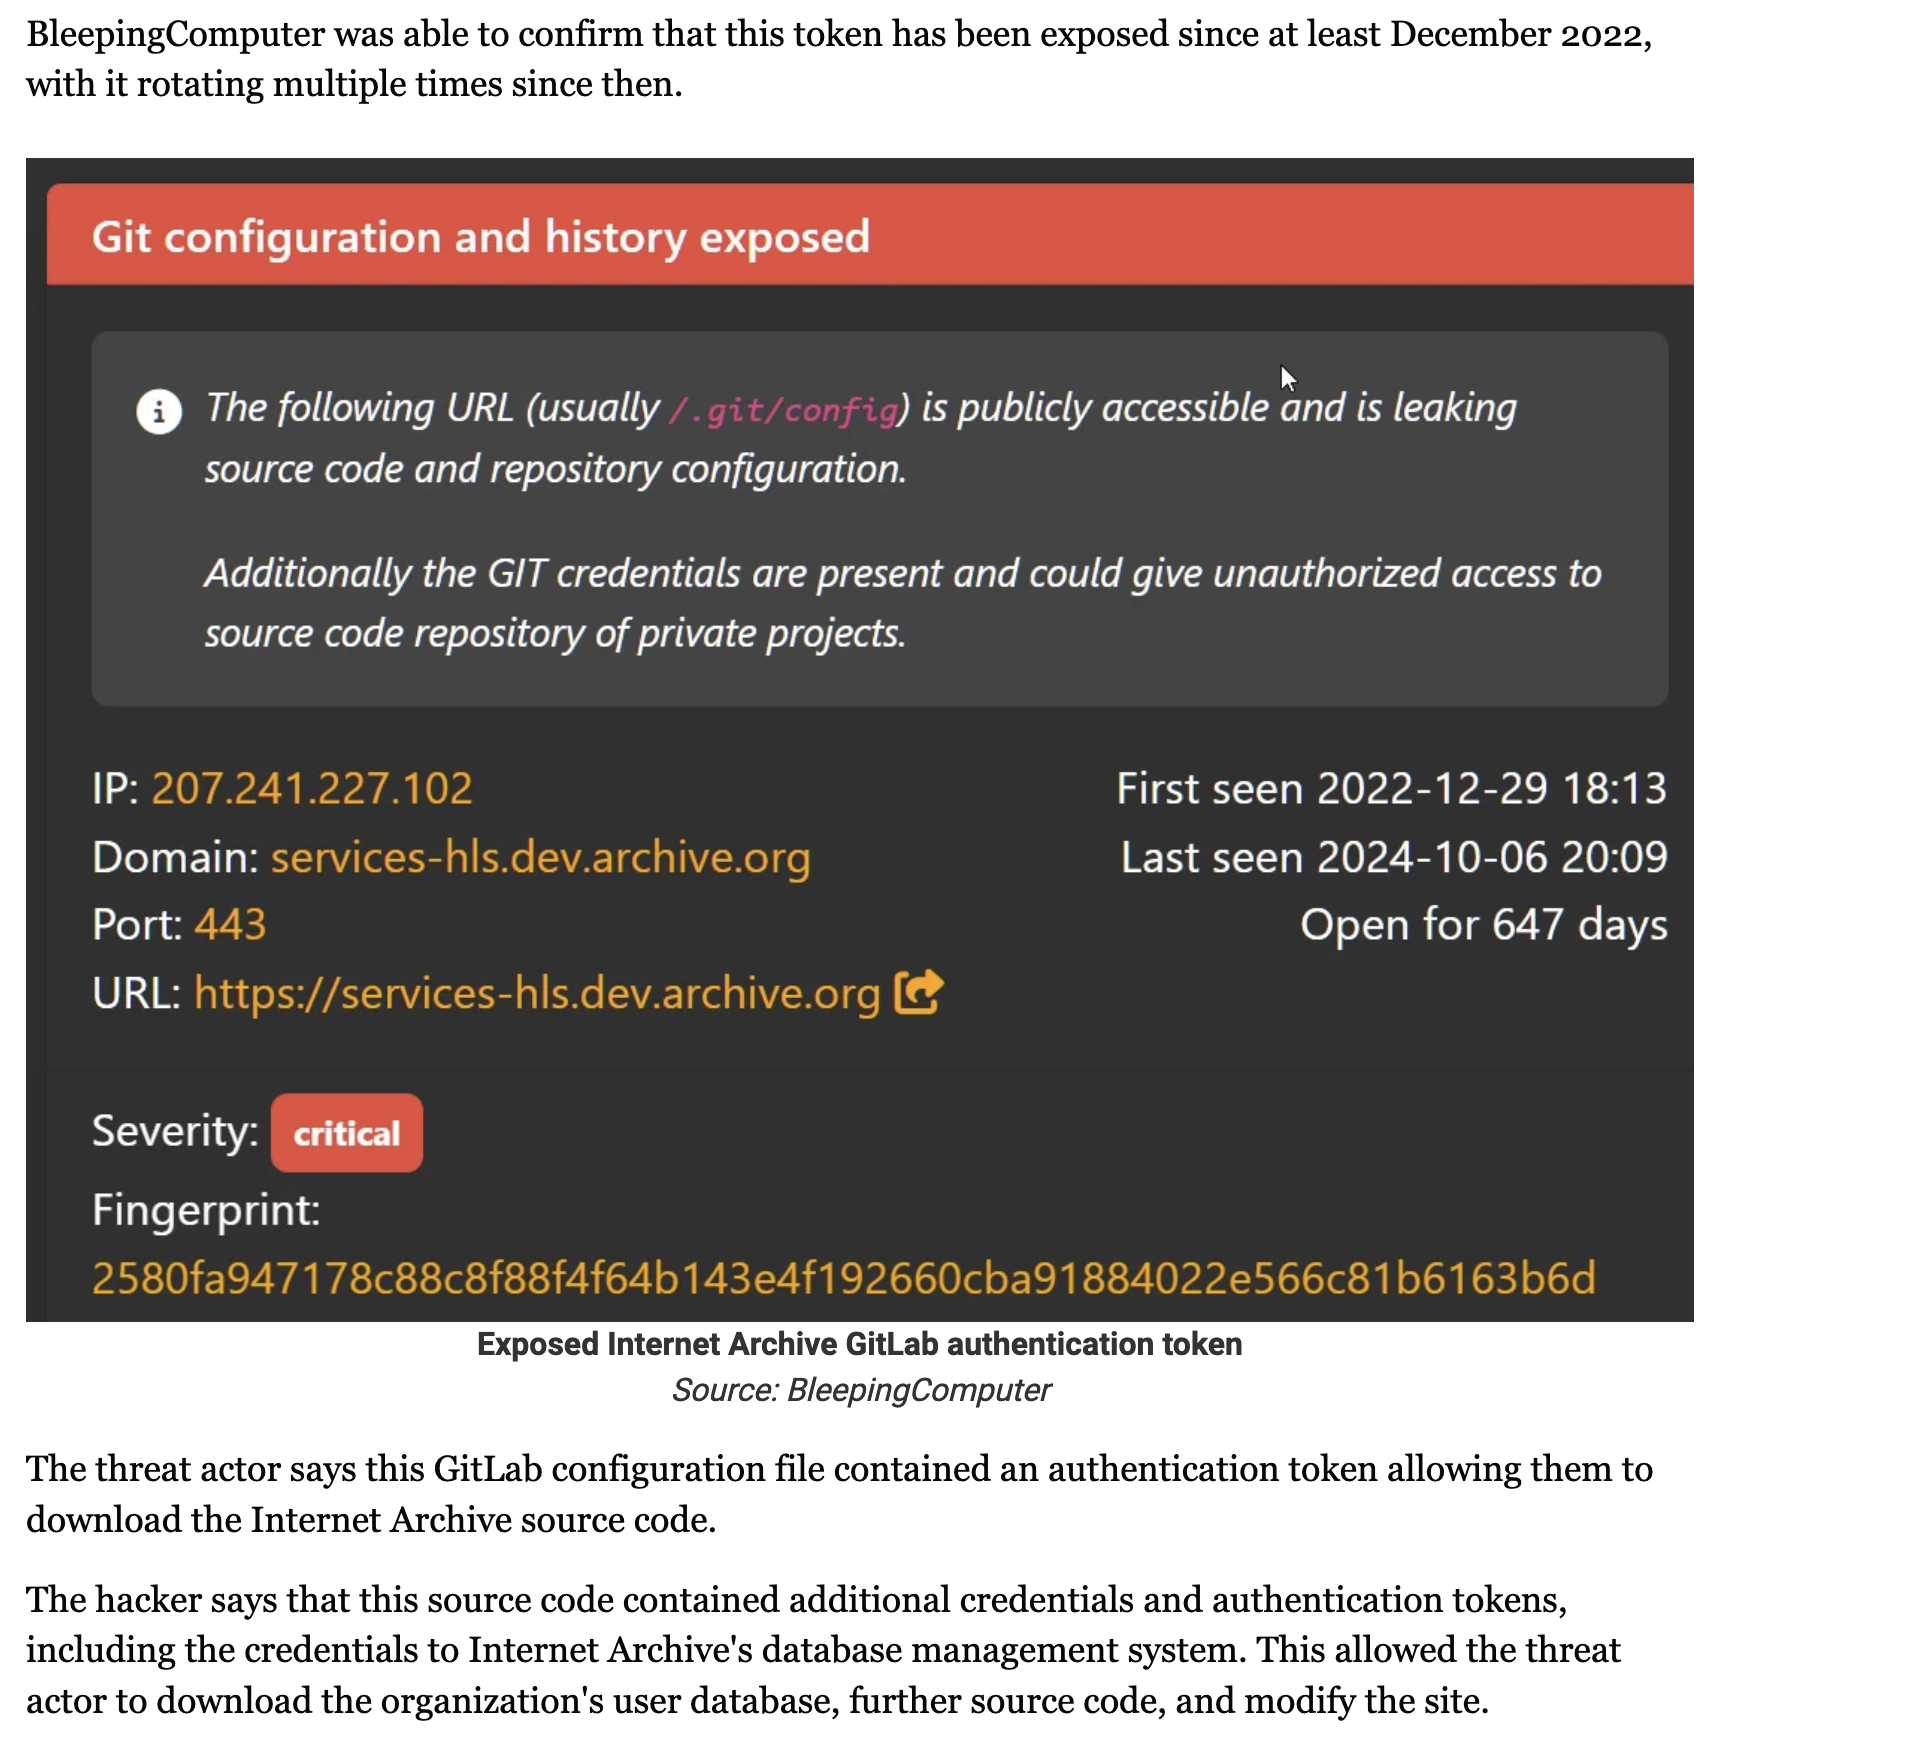 BleepingComputer was able to confirm that this token has been exposed since at least December 2022,
with it rotating multiple times since then.
Git configuration and history exposed
The following URL (usually /.git/config) is publicly accessible and is leaking
source code and repository configuration.
Additionally the GIT credentials are present and could give unauthorized access to
source code repository of private projects.
IP: 207.241.227.102
First seen 2022-12-29 18:13
Domain: services-hls.dev.archive.org
Last seen 2024-10-06 20:09
Port: 443
Open for 647 days
URL: https://services-hls.dev.archive.org
Severity: critical
Fingerprint:
2580fa947178c88c8f88f4f64b143e4f192660cba91884022e566c81b6163b6d
Exposed Internet Archive GitLab authentication token
Source: BleepingComputer
The threat actor says this GitLab configuration file contained an authentication token allowing them to
download the Internet Archive source code.
The hacker says that this source code contained additional credentials and authentication tokens,
including the credentials to Internet Archive's database management system. This allowed the threat
actor to download the organization's user database, further source code, and modify the site.